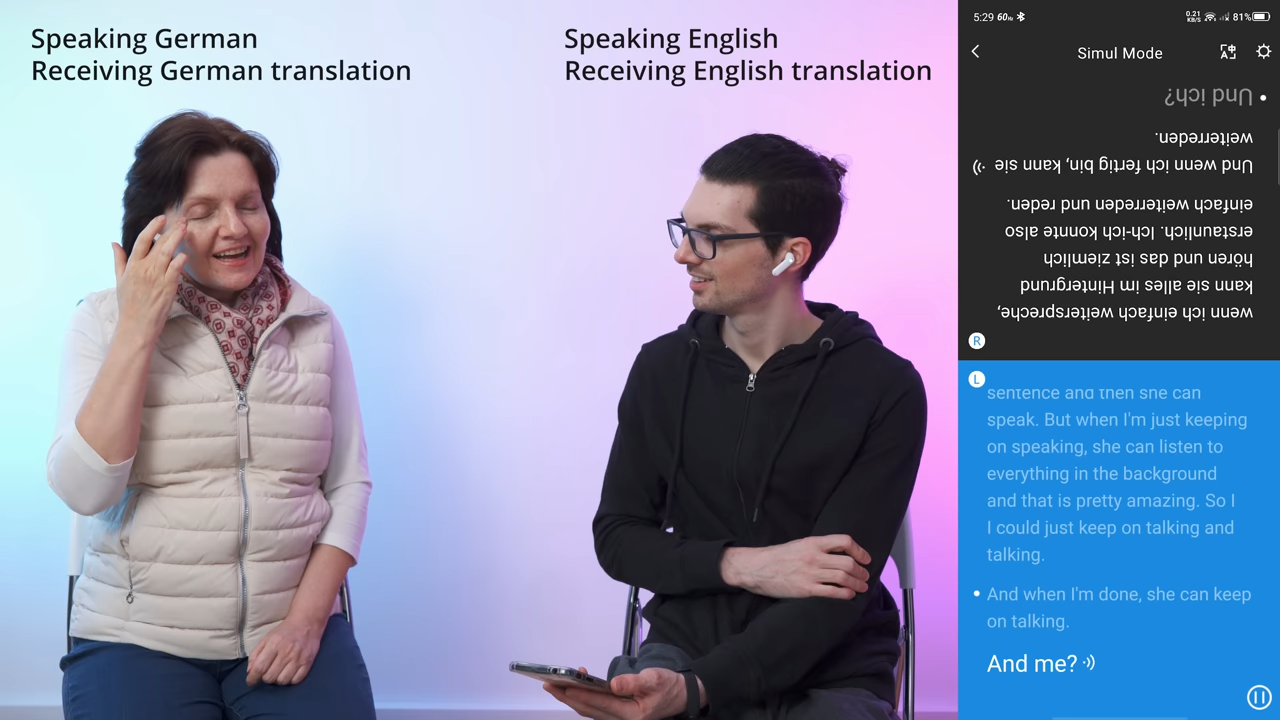 Speaking German
Receiving German translation
Speaking English
Receiving English translation
5:29 60Hz
0.21 KB/S
81%
Simul Mode
Und ich?
weiterreden.
Und wenn ich fertig bin, kann sie
einfach weiterreden und reden.
erstaunlich. Ich-ich konnte also
hören und das ist ziemlich
kann sie alles im Hintergrund
wenn ich einfach weiterspreche,
R
L
sentence and then she can
speak. But when I'm just keeping
on speaking, she can listen to
everything in the background
and that is pretty amazing. So I
I could just keep on talking and
talking.
And when I'm done, she can keep
on talking.
And me?